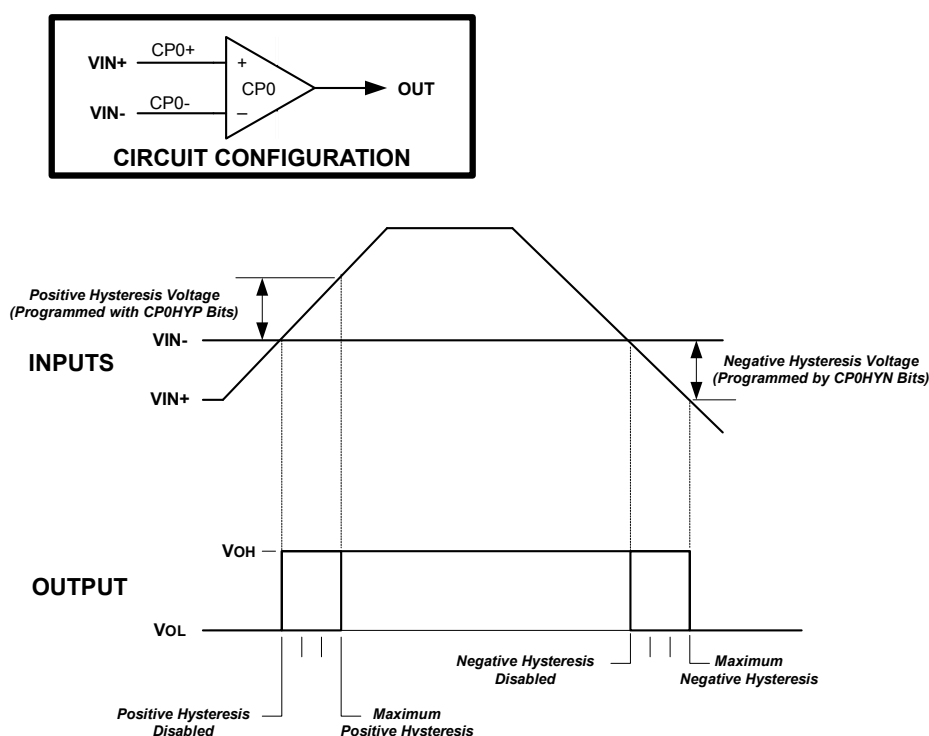 VIN+
CP0+
+
CP0
OUT
VIN-
CP0-
–
CIRCUIT CONFIGURATION
Positive Hysteresis Voltage
(Programmed with CP0HYP Bits)
VIN-
INPUTS
Negative Hysteresis Voltage
(Programmed by CP0HYN Bits)
VIN+
VOH
OUTPUT
VOL
Negative Hysteresis
Disabled
Maximum
Negative Hysteresis
Positive Hysteresis
Disabled
Maximum
Positive Hysteresis